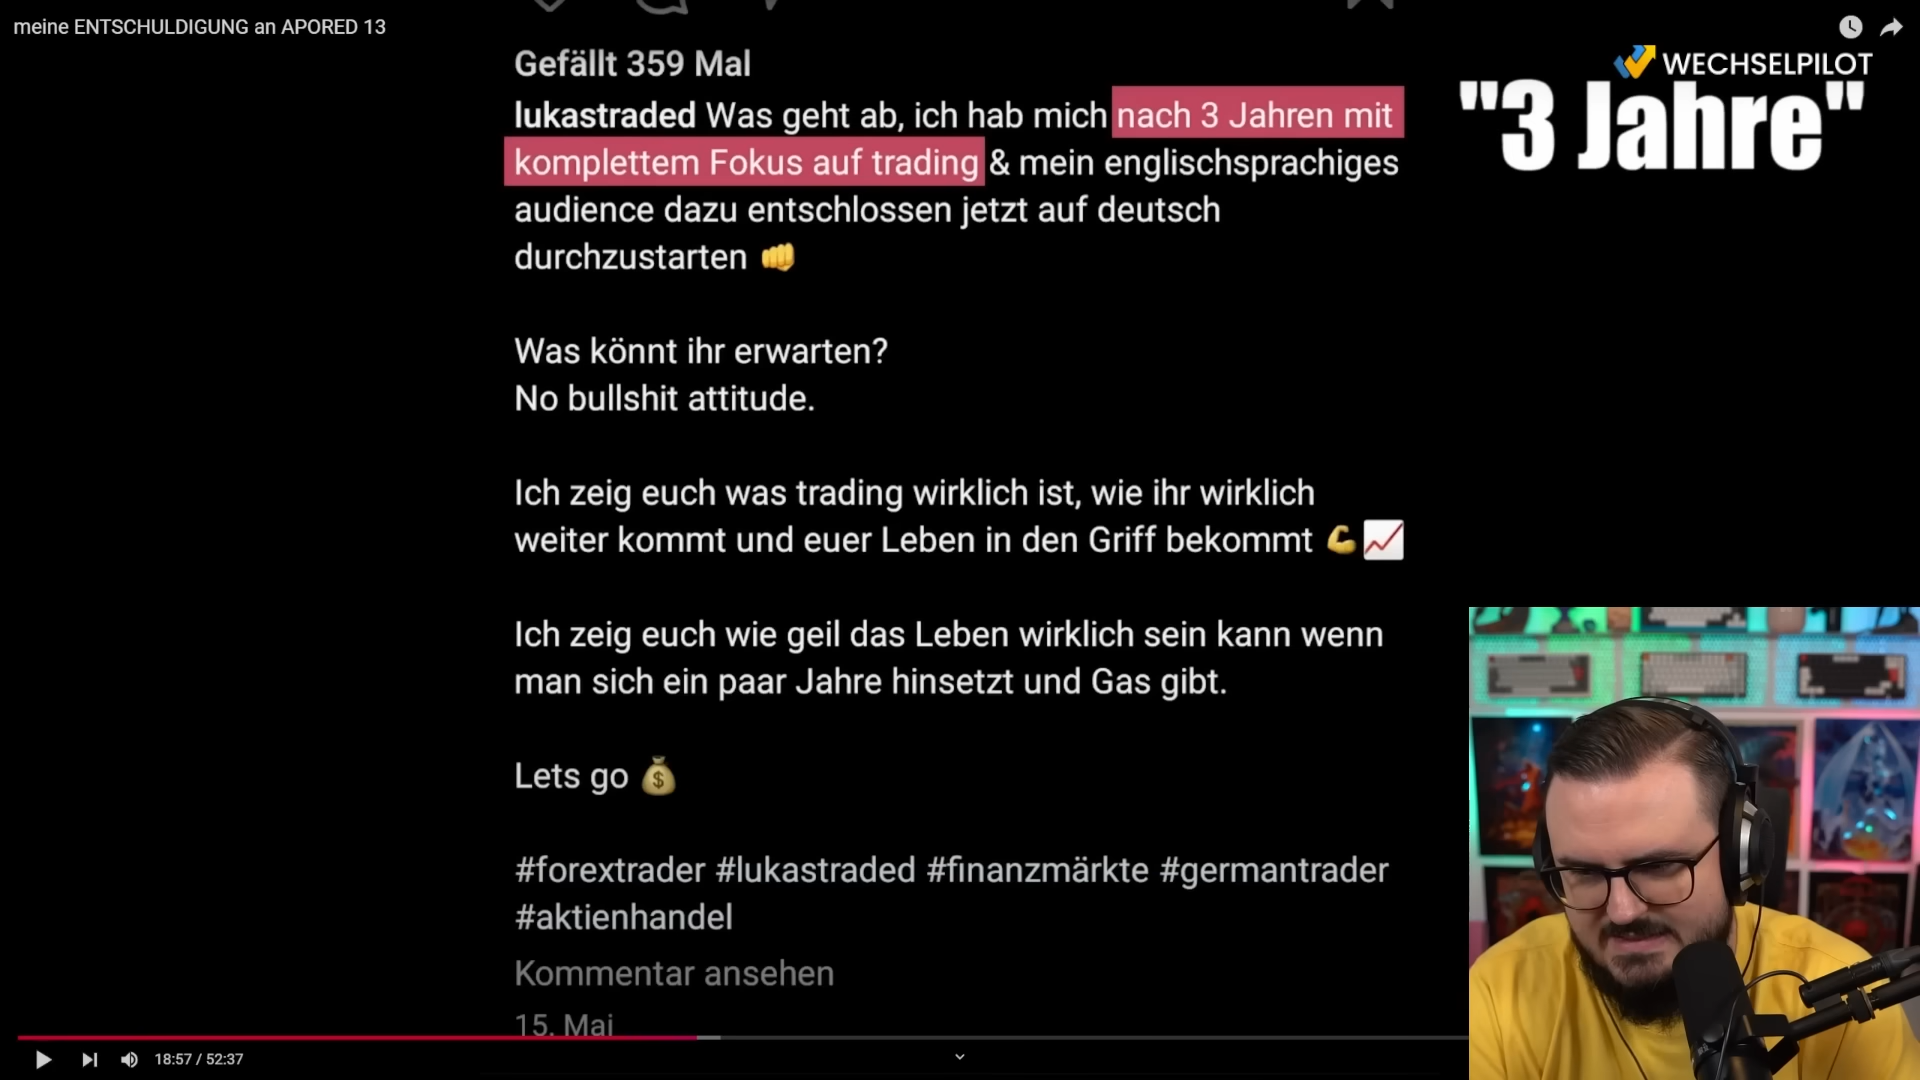 meine ENTSCHULDIGUNG an APORED 13
WECHSELPILOT
"3 Jahre"
Gefällt 359 Mal
lukastraded Was geht ab, ich hab mich nach 3 Jahren mit
komplettem Fokus auf trading & mein englischsprachiges
audience dazu entschlossen jetzt auf deutsch
durchzustarten 👊
Was könnt ihr erwarten?
No bullshit attitude.
Ich zeig euch was trading wirklich ist, wie ihr wirklich
weiter kommt und euer Leben in den Griff bekommt 💪📈
Ich zeig euch wie geil das Leben wirklich sein kann wenn
man sich ein paar Jahre hinsetzt und Gas gibt.
Lets go 💰
#forextrader #lukastraded #finanzmärkte #germantrader
#aktienhandel
Kommentar ansehen
15. Mai
18:57 / 52:37